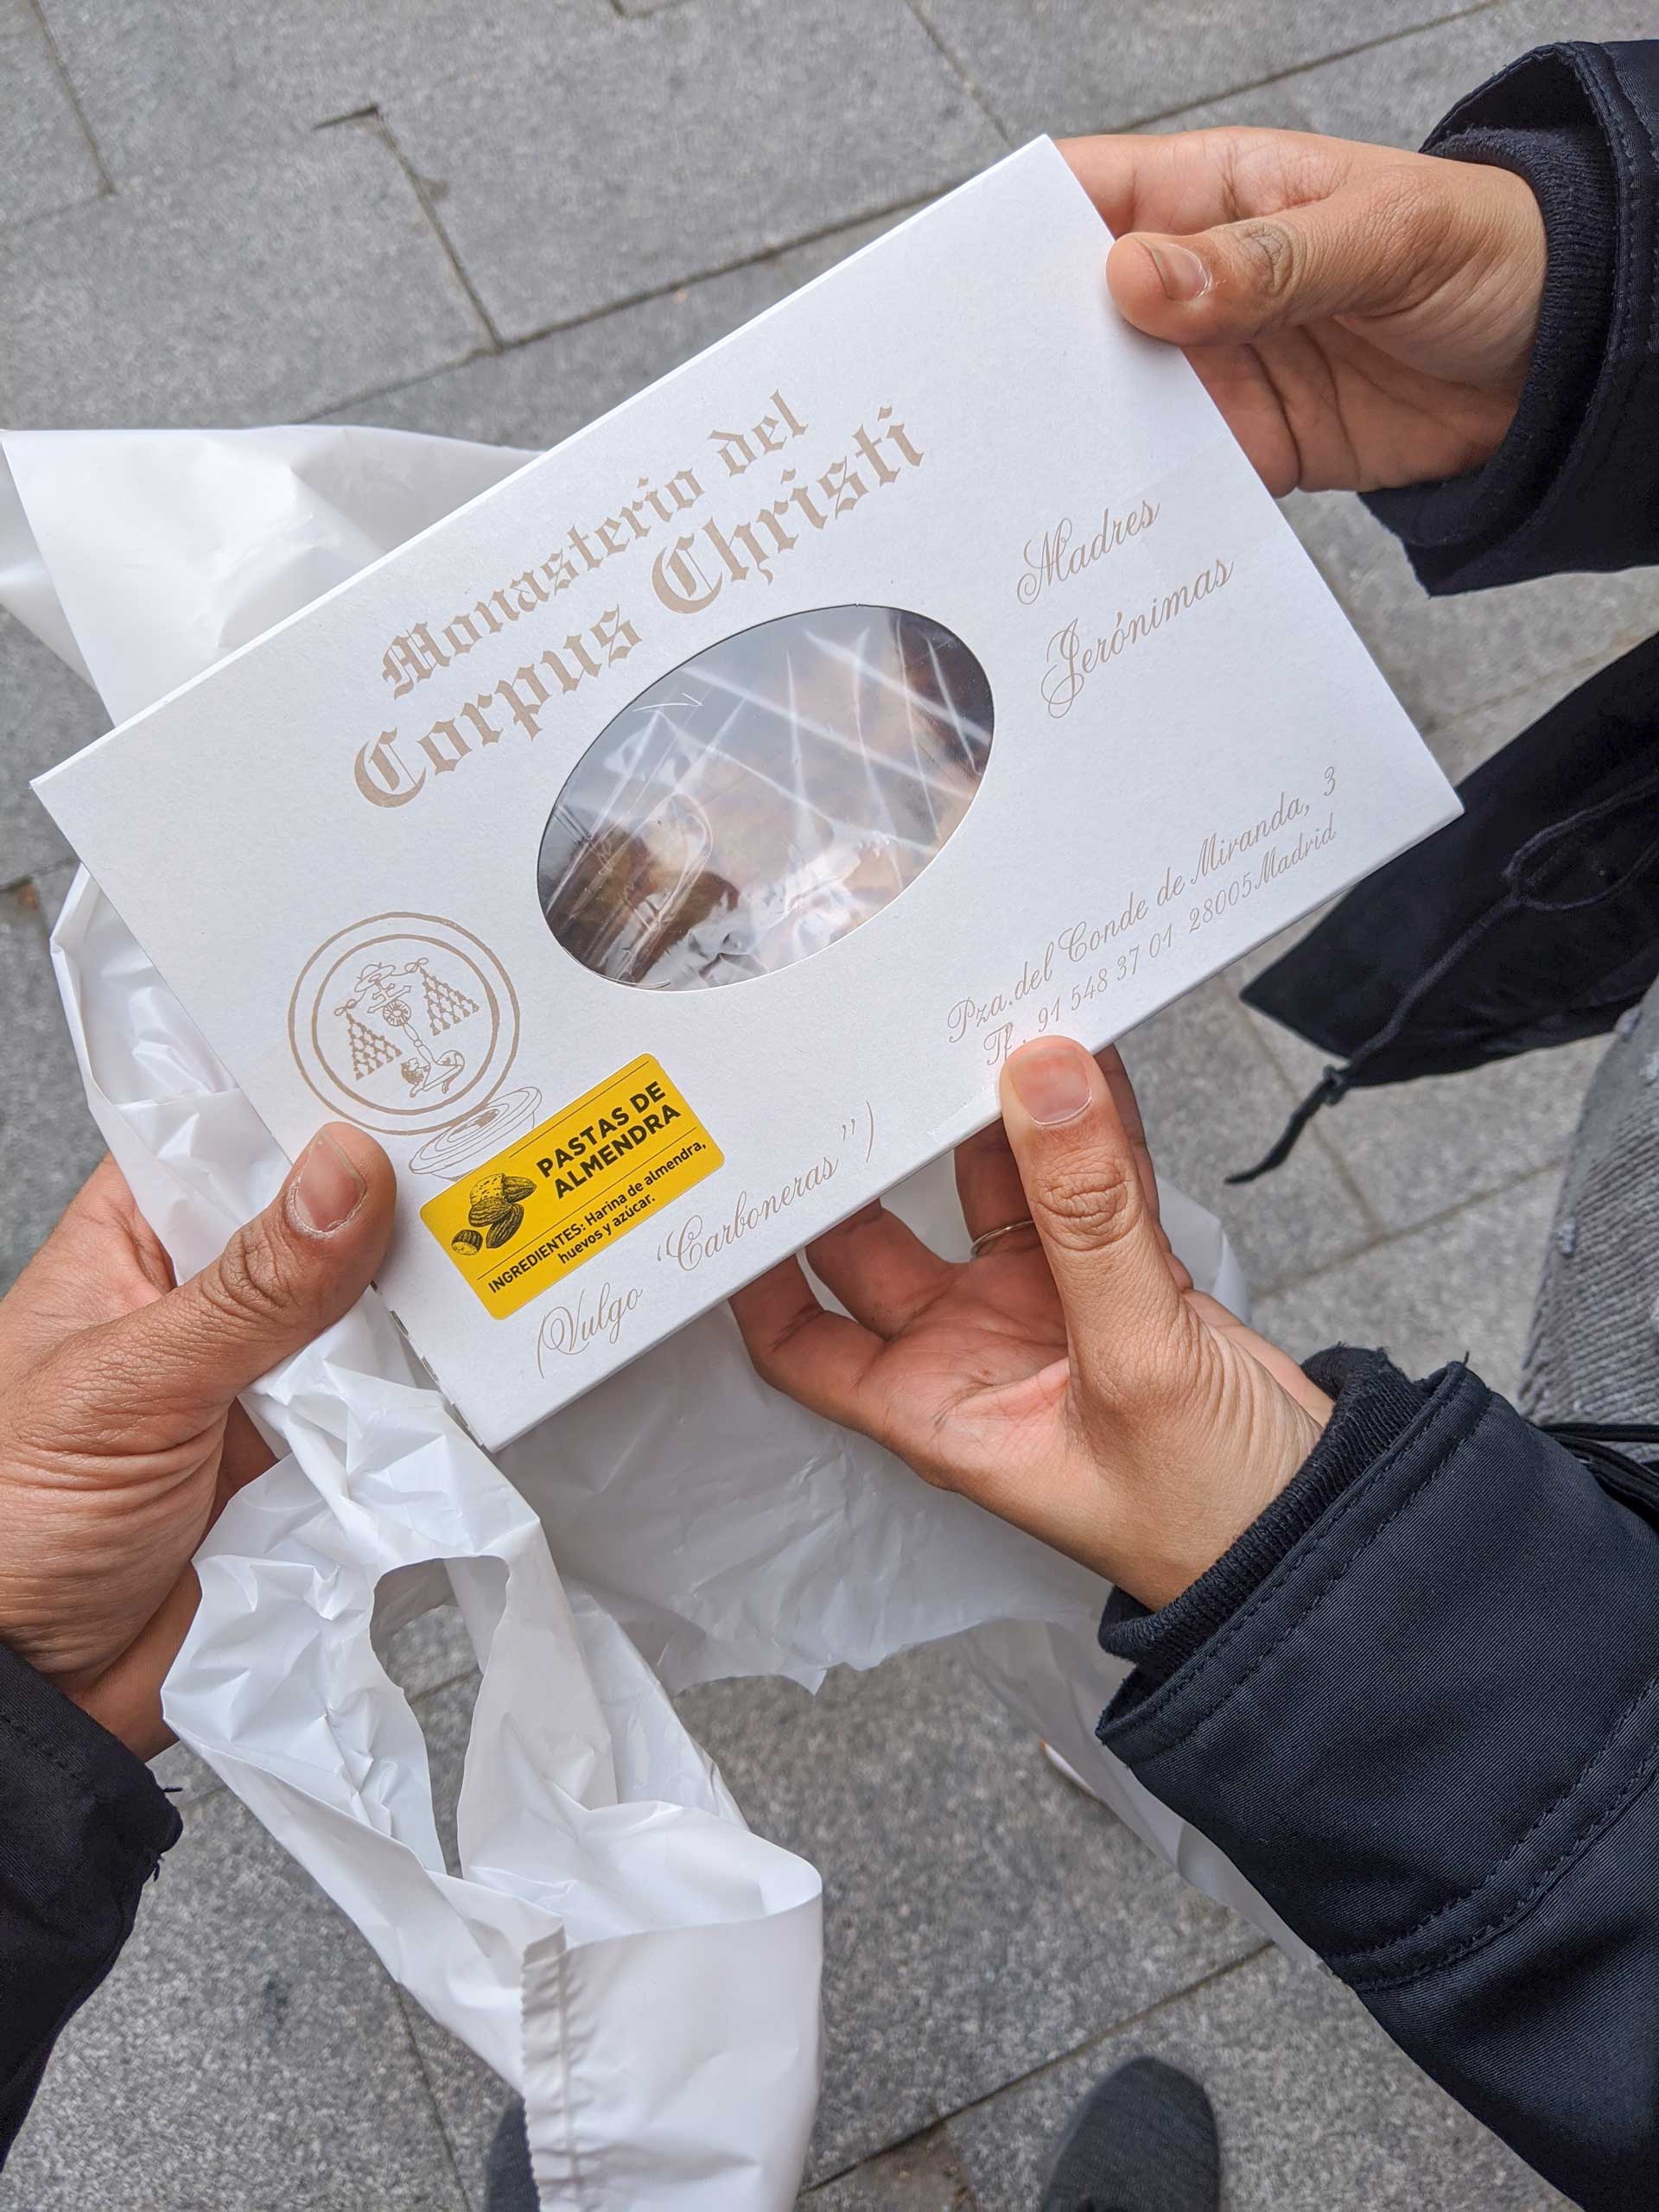 Monasterio del
Corpus Christi
Madres
Jerónimas
Pza. del Conde de Miranda, 3
Tf. 91 548 37 01 28005 Madrid
PASTAS DE
ALMENDRA
INGREDIENTES: Harina de almendra,
huevos y azúcar.
(Vulgo "Carboneras")